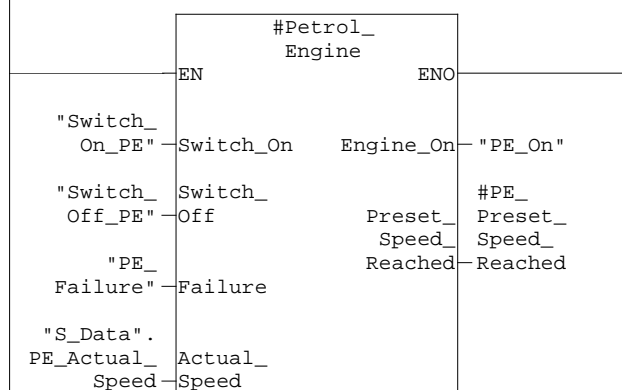 #Petrol_
Engine
EN ENO
"Switch_
On_PE" Switch_On Engine_On "PE_On"
"Switch_ Switch_ #PE_
Off_PE" Off Preset_ Preset_
Speed_ Speed_
"PE_ Reached Reached
Failure" Failure
"S_Data".
PE_Actual_ Actual_
Speed Speed